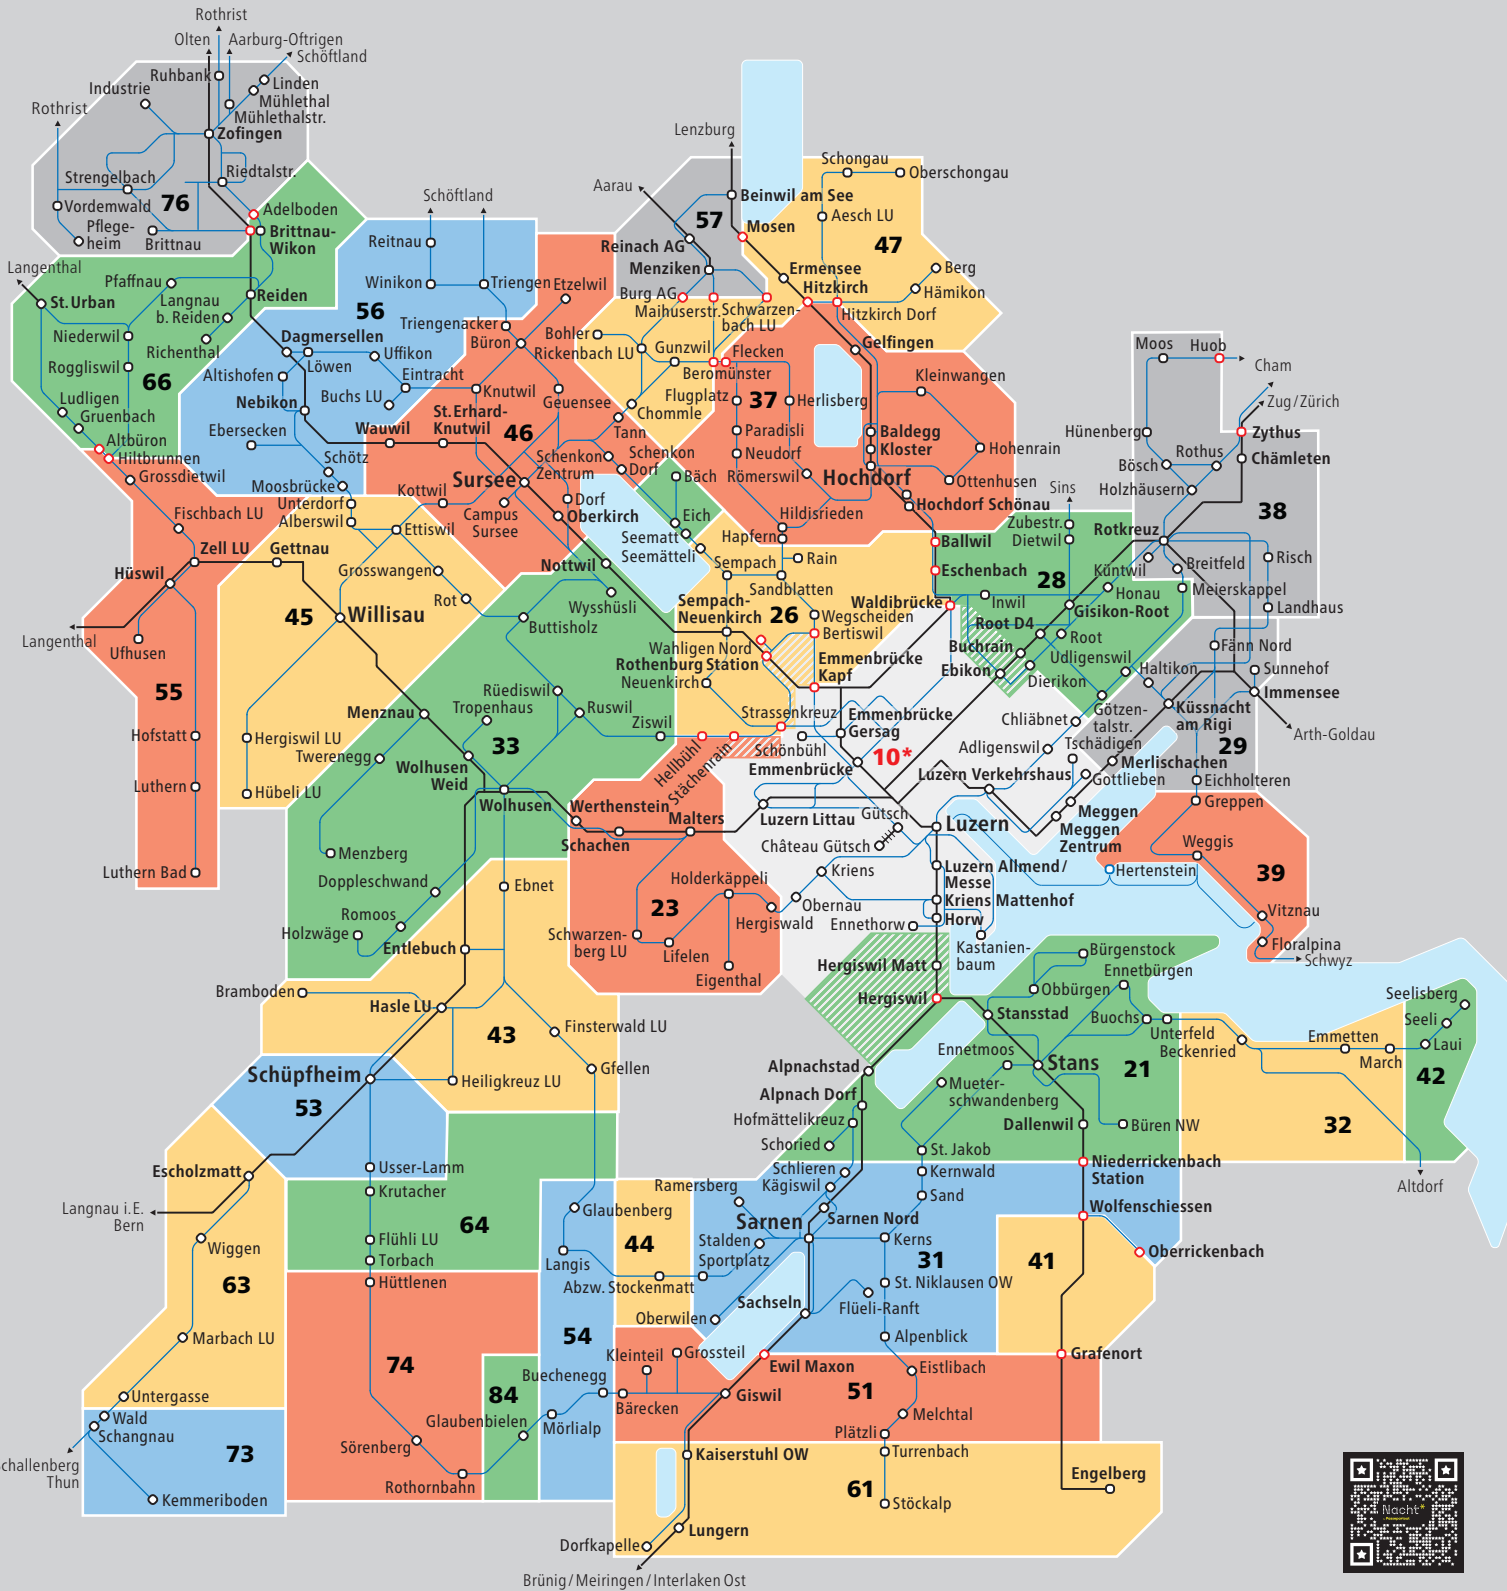 Rothrist
Olten
Aarburg-Oftrigen
Schöftland
Ruhbank
Linden
Industrie
Mühlethal
Mühlethalstr.
Rothrist
Zofingen
Strengelbach
Riedtalstr.
76
Vordemwald
Adelboden
Pflege-
heim
Brittnau
Brittnau-
Wikon
Langenthal
St. Urban
Pfaffnau
Reiden
Langnau
b. Reiden
Niederwil
Richenthal
Roggliswil
66
Ludligen
Gruenbach
Altbüron
Hiltbrunnen
Grossdietwil
Schöftland
Reitnau
Winikon
Triengen
Etzelwil
56
Dagmersellen
Triengenacker
Büron
Löwen
Uffikon
Altishofen
Eintracht
Buchs LU
Knutwil
Geuensee
Nebikon
Ebersecken
Wauwil
St. Erhard-
Knutwil
46
Schötz
Moosbrücke
Sursee
Schenkon
Zentrum
Tann
Schenkon
Dorf
Kottwil
Campus
Sursee
Dorf
Oberkirch
Nottwil
Lenzburg
Aarau
Beinwil am See
57
Mosen
Reinach AG
Menziken
Burg AG
Maihuserstr.
Schwarzen-
bach LU
Schongau
Oberschongau
Aesch LU
47
Ermensee
Hitzkirch
Berg
Hämikon
Hitzkirch Dorf
Gelfingen
Bohler
Rickenbach LU
Gunzwil
Flecken
Beromünster
Chommle
Flugplatz
37
Herlisberg
Paradisli
Neudorf
Römerswil
Kleinwangen
Baldegg
Kloster
Hohenrain
Hochdorf
Ottenhusen
Hochdorf Schönau
Bäch
Eich
Seematt
Seemätteli
Hildisrieden
Hapfern
Rain
Sempach
Sandblatten
Ballwil
Eschenbach
Moos
Huob
Cham
Zug/Zürich
Hünenberg
Zythus
Chämleten
Rothus
Bösch
Holzhäusern
Sins
Zubestr.
Dietwil
Rotkreuz
38
Küntwil
Breitfeld
Risch
28
Honau
Meierskappel
Inwil
Gisikon-Root
Landhaus
Root D4
Root
Buchrain
Udligenswil
Ebikon
Dierikon
Fänn Nord
Haltikon
Sunnehof
Immensee
Götzen-
talstr.
Küssnacht
am Rigi
Chliäbnet
Tschädigen
29
Arth-Goldau
Adligenswil
Merlischachen
Gottlieben
Eichholteren
Luzern Verkehrshaus
Greppen
Meggen
Meggen
Zentrum
Weggis
39
Hertenstein
Vitznau
Floralpina
Schwyz
Unterdorf
Alberswil
Ettiswil
Fischbach LU
Zell LU
Gettnau
Hüswil
Grosswangen
Rot
45
Willisau
Langenthal
Ufhusen
55
Hofstatt
Hergiswil LU
Luthern
Hübeli LU
Luthern Bad
Wysshüsli
Buttisholz
Sempach-
Neuenkirch
26
Wegscheiden
Waldibrücke
Bertiswil
Wahligen Nord
Rothenburg Station
Emmenbrücke
Kapf
Neuenkirch
Rüediswil
Tropenhaus
Ruswil
Menznau
Ziswil
Strassenkreuz
Emmenbrücke
Gersag
Schönbühl
Hellbühl
Stächenrain
Twerenegg
33
Wolhusen
Weid
Emmenbrücke
10*
Wolhusen
Werthenstein
Schachen
Malters
Luzern Littau
Gütsch
Luzern
Château Gütsch
Menzberg
Doppleschwand
Kriens
Luzern Allmend/
Messe
Holderkäppeli
Kriens Mattenhof
Ebnet
23
Obernau
Hergiswald
Horw
Ennethorw
Romoos
Holzwäge
Schwarzen-
berg LU
Lifelen
Eigenthal
Kastanien-
baum
Entlebuch
Bramboden
Hasle LU
43
Finsterwald LU
Gfellen
Schüpfheim
Heiligkreuz LU
53
Hergiswil Matt
Hergiswil
Bürgenstock
Ennetbürgen
Obbürgen
Stansstad
Buochs
Unterfeld
Beckenried
Emmetten
March
Seelisberg
Seeli
Laui
42
Alpnachstad
Ennetmoos
Stans
21
Alpnach Dorf
Mueter-
schwandenberg
32
Hofmättelikreuz
Dallenwil
Büren NW
Schoried
St. Jakob
Niederrickenbach
Station
Altdorf
Escholzmatt
Usser-Lamm
Krutacher
Langnau i.E.
Bern
64
Wiggen
Flühli LU
Torbach
63
Hüttlenen
Marbach LU
74
Untergasse
Wald
Schangnau
Schallenberg
Thun
73
Kemmeriboden
Sörenberg
Rothornbahn
84
Glaubenbielen
Mörlialp
Schlieren
Kägiswil
Kernwald
Ramersberg
Sand
Wolfenschiessen
Glaubenberg
Sarnen
Sarnen Nord
44
Stalden
Sportplatz
Kerns
31
41
Oberrickenbach
Langis
Abzw. Stockenmatt
St. Niklausen OW
Sachseln
Flüeli-Ranft
Oberwilen
54
Alpenblick
Kleinteil
Grossteil
Ewil Maxon
Grafenort
Eistlibach
Buechenegg
51
Bärecken
Giswil
Melchtal
Plätzli
Kaiserstuhl OW
Turrenbach
61
Engelberg
Stöckalp
Lungern
Dorfkapelle
Brünig/Meiringen/Interlaken Ost
Nacht*